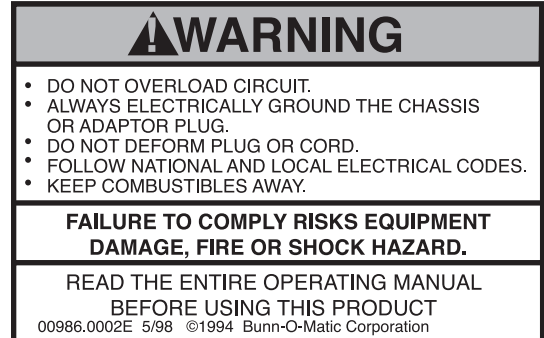 WARNING
• DO NOT OVERLOAD CIRCUIT.
• ALWAYS ELECTRICALLY GROUND THE CHASSIS
OR ADAPTOR PLUG.
• DO NOT DEFORM PLUG OR CORD.
• FOLLOW NATIONAL AND LOCAL ELECTRICAL CODES.
• KEEP COMBUSTIBLES AWAY.
FAILURE TO COMPLY RISKS EQUIPMENT
DAMAGE, FIRE OR SHOCK HAZARD.
READ THE ENTIRE OPERATING MANUAL
BEFORE USING THIS PRODUCT
00986.0002E 5/98 ©1994 Bunn-O-Matic Corporation